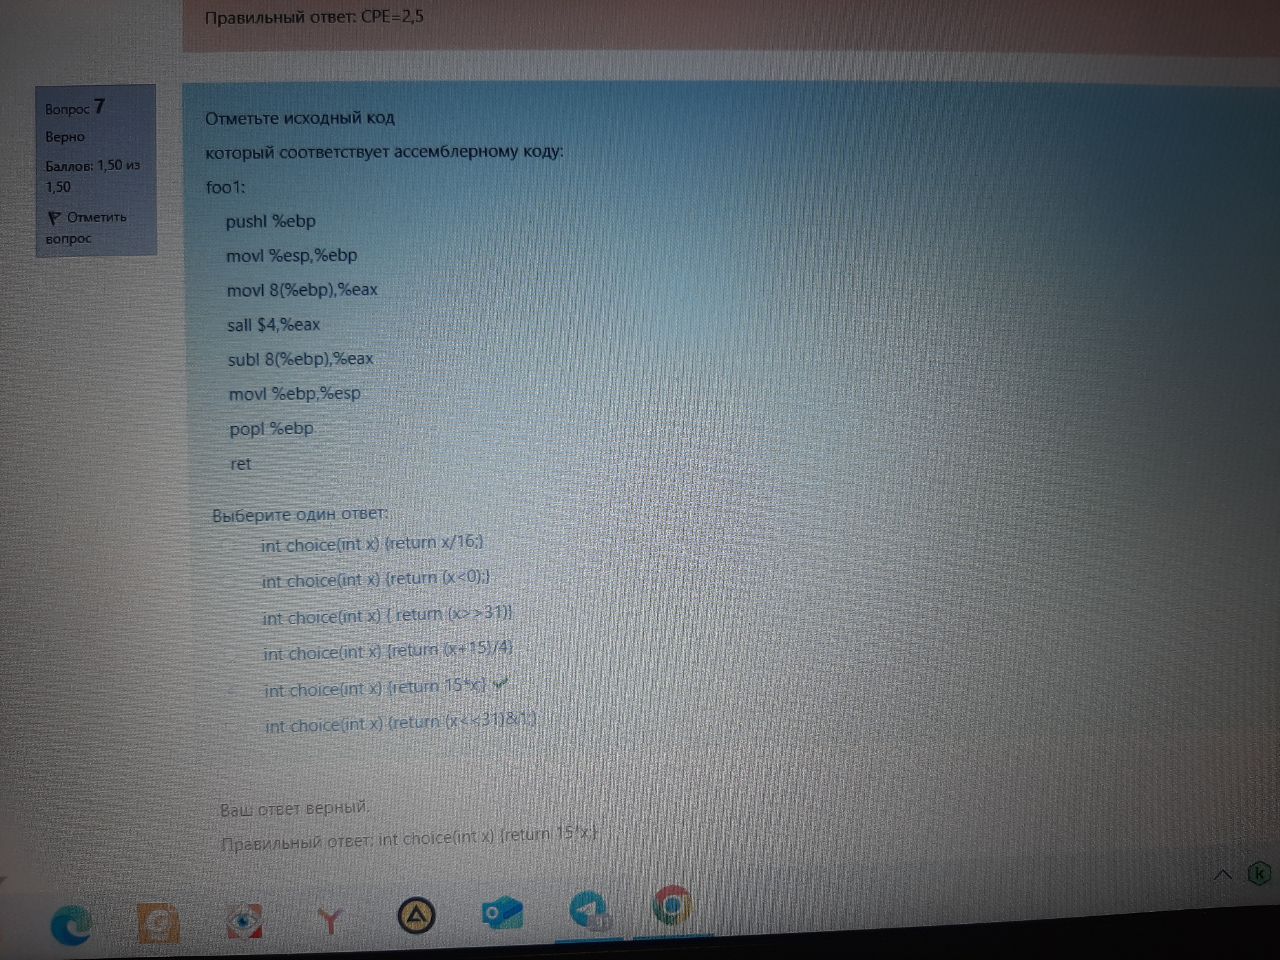 Правильный ответ: CPE=2,5
Вопрос 7
Верно
Баллов: 1,50 из
1,50
Отметить
вопрос
Отметьте исходный код
который соответствует ассемблерному коду:
foo1:
pushl %ebp
movl %esp,%ebp
movl 8(%ebp),%eax
sall $4,%eax
subl 8(%ebp),%eax
movl %ebp,%esp
popl %ebp
ret
Выберите один ответ:
int choice(int x) {return x/16;}
int choice(int x) {return (x<0);}
int choice(int x) { return (x>>31)}
int choice(int x) {return (x+15)/4}
int choice(int x) {return 15*x;}
int choice(int x) {return (x<<31)&1;}
Ваш ответ верный.
Правильный ответ: int choice(int x) {return 15*x;}